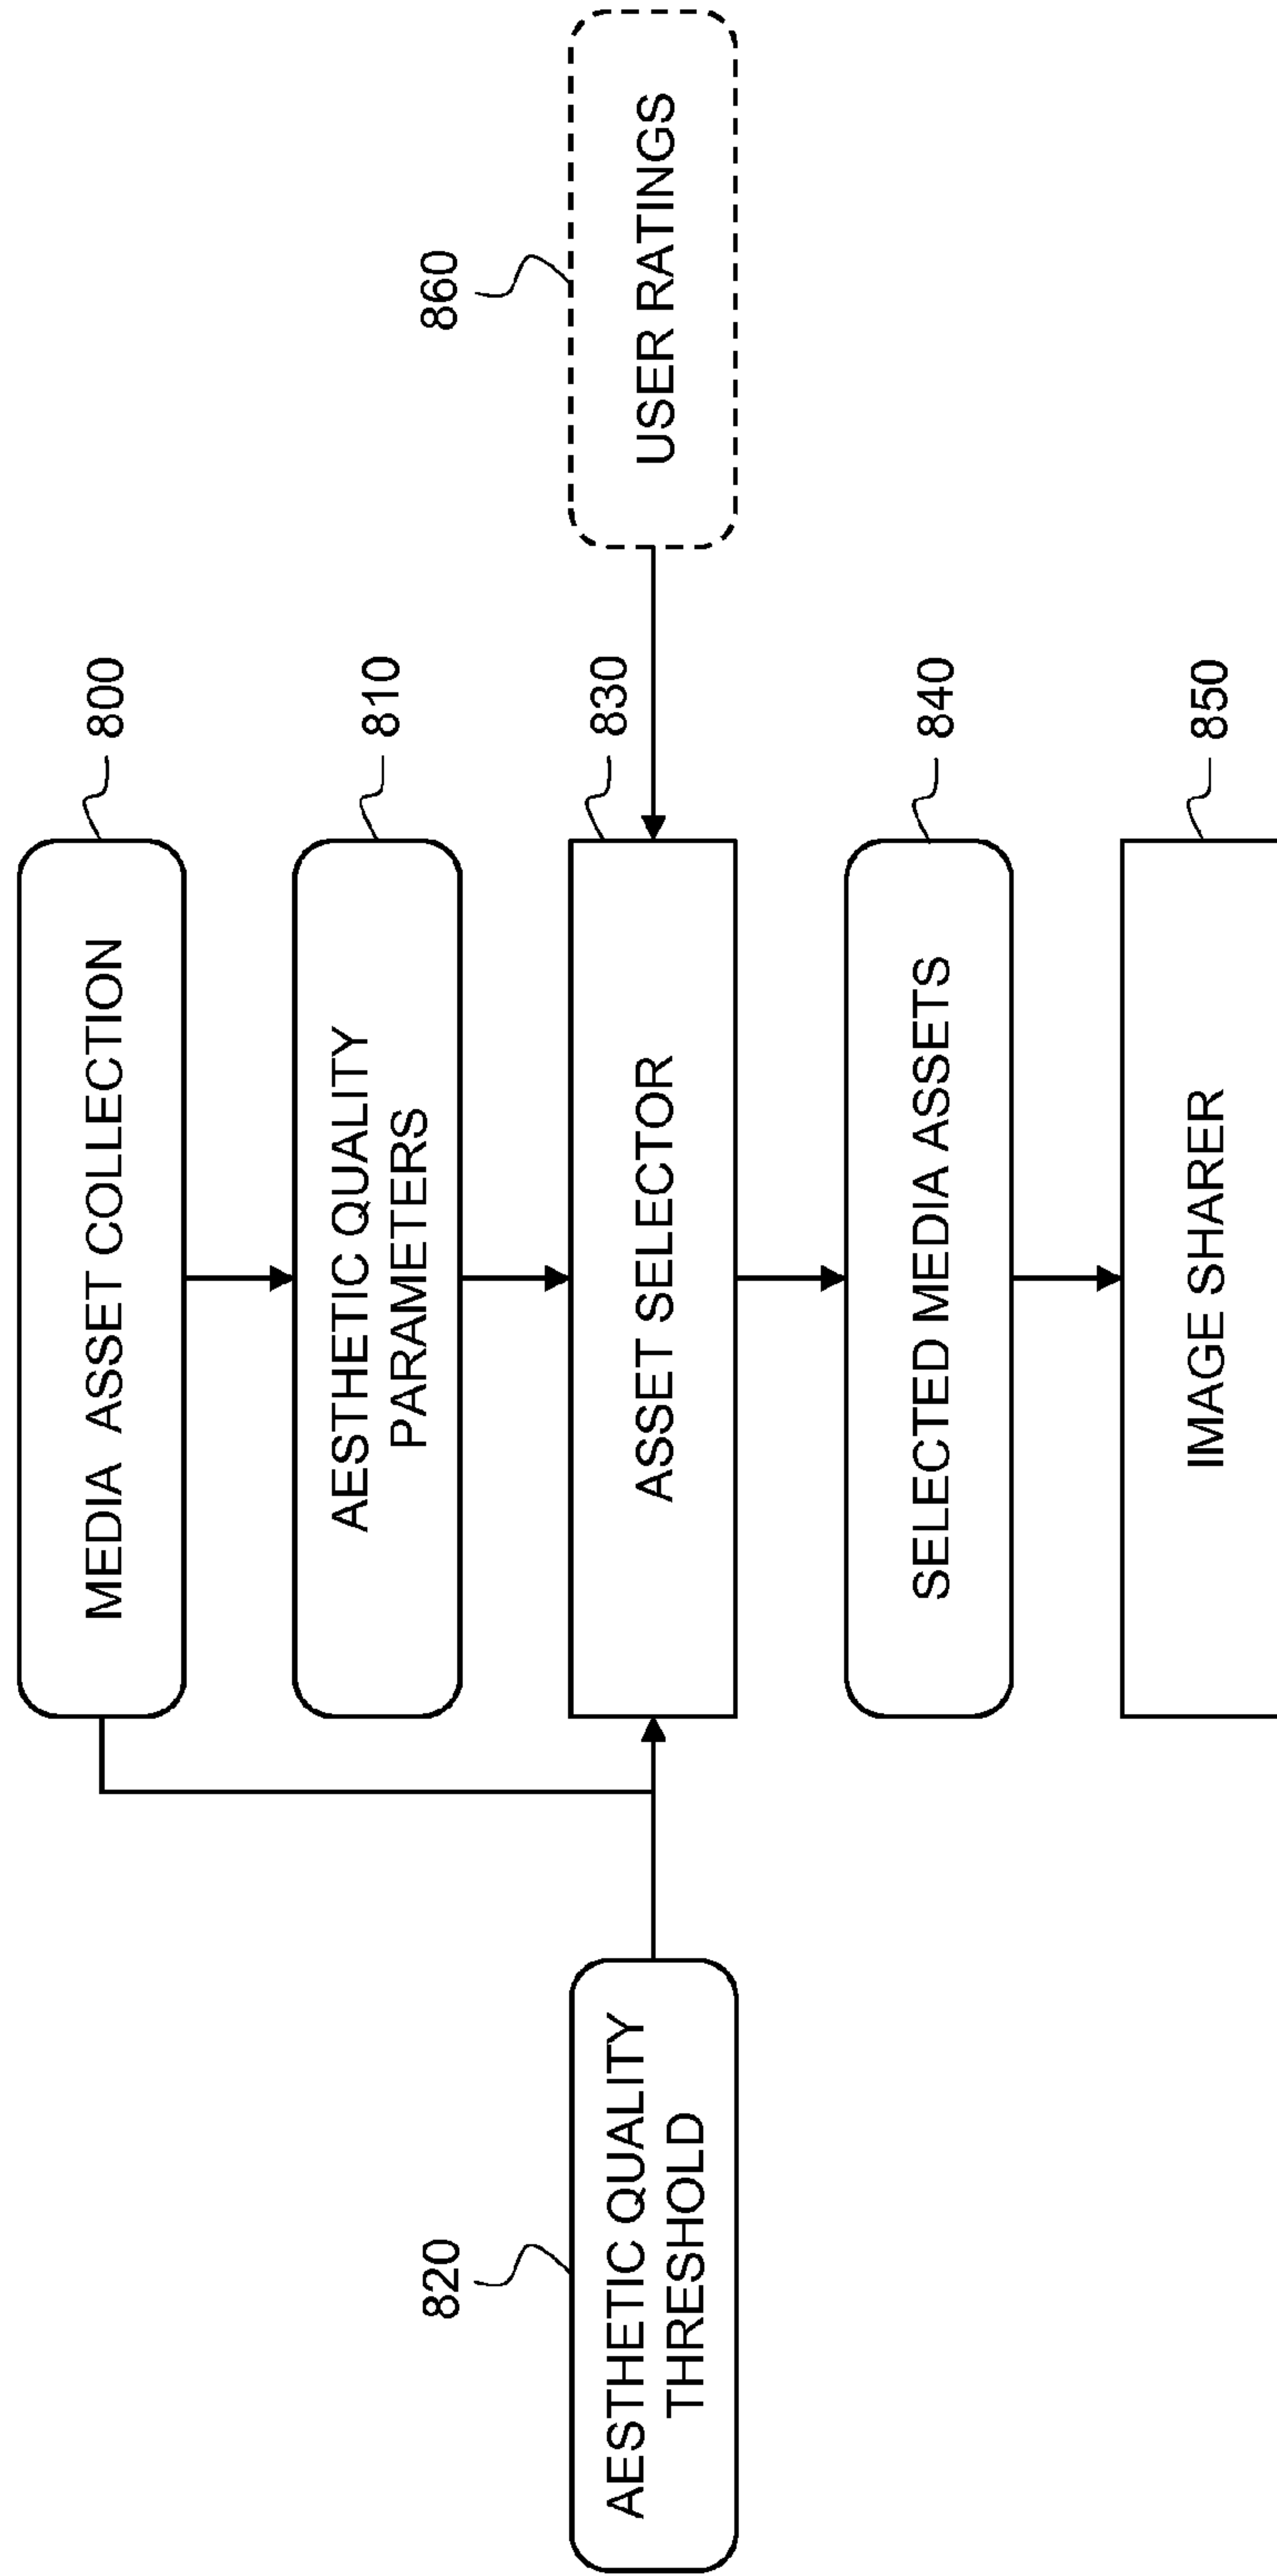 800
MEDIA ASSET COLLECTION
810
AESTHETIC QUALITY
PARAMETERS
820
AESTHETIC QUALITY
THRESHOLD
830
ASSET SELECTOR
860
USER RATINGS
840
SELECTED MEDIA ASSETS
850
IMAGE SHARER